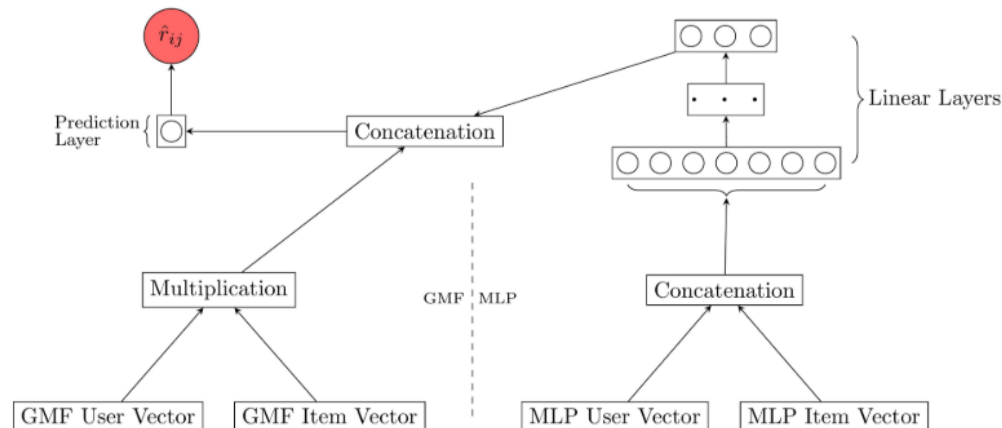 r̂ᵢⱼ
Prediction
Layer
Concatenation
Linear Layers
Multiplication
GMF
MLP
Concatenation
GMF User Vector
GMF Item Vector
MLP User Vector
MLP Item Vector